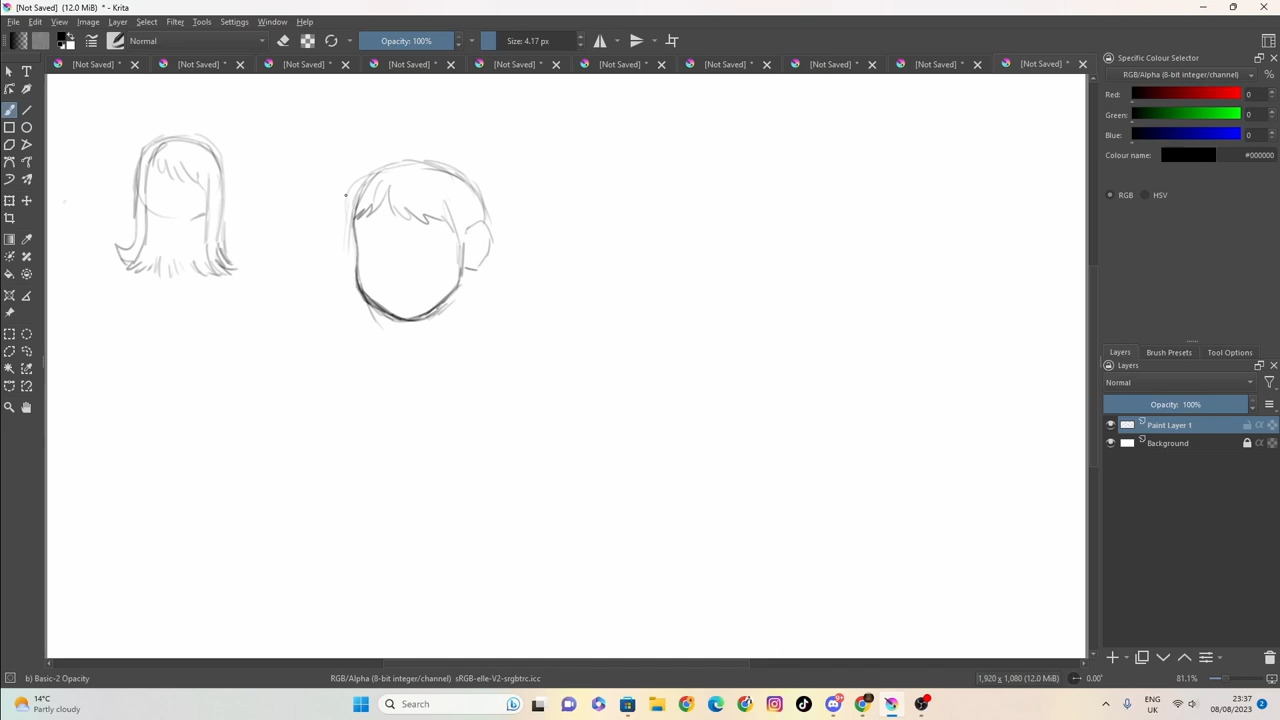 [Not Saved] (12.0 MiB) * - Krita
File Edit View Image Layer Select Filter Tools Settings Window Help
Normal Opacity: 100% Size: 4.17 px
[Not Saved] * [Not Saved] * [Not Saved] * [Not Saved] * [Not Saved] * [Not Saved] * [Not Saved] * [Not Saved] * [Not Saved] * [Not Saved] *
Specific Colour Selector
RGB/Alpha (8-bit integer/channel)
Red: 0
Green: 0
Blue: 0
Colour name: #000000
RGB HSV
%
Layers Brush Presets Tool Options
Layers
Normal
Opacity: 100%
Paint Layer 1
Background
b) Basic-2 Opacity RGB/Alpha (8-bit integer/channel) sRGB-elle-V2-srgbtrc.icc 1,920 x 1,080 (12.0 MiB) 0.00° 81.1%
14°C
Partly cloudy
Search
ENG
UK
23:37
08/08/2023